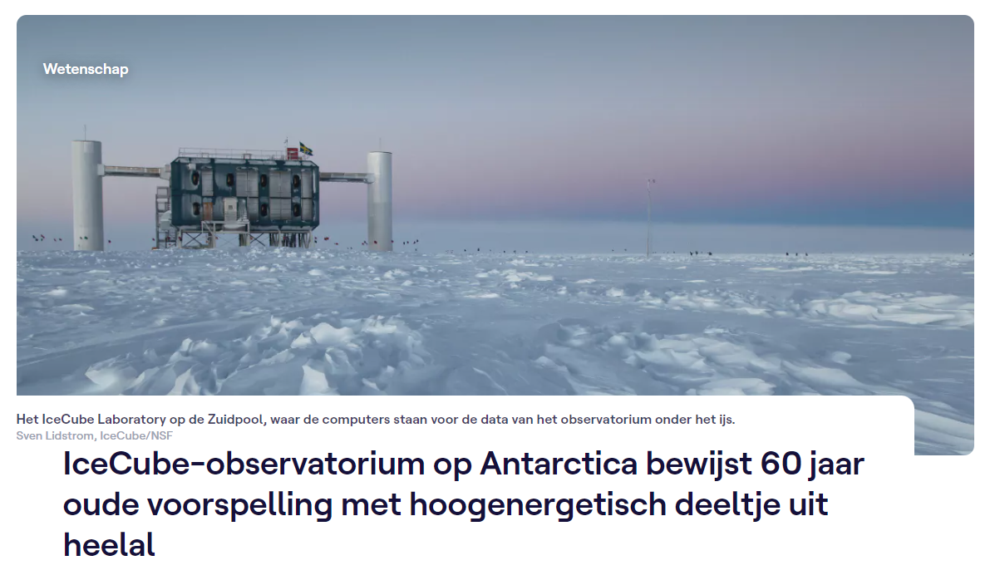 Wetenschap
Het IceCube Laboratory op de Zuidpool, waar de computers staan voor de data van het observatorium onder het ijs.
Sven Lidstrom, IceCube/NSF
IceCube-observatorium op Antarctica bewijst 60 jaar
oude voorspelling met hoogenergetisch deeltje uit
heelal